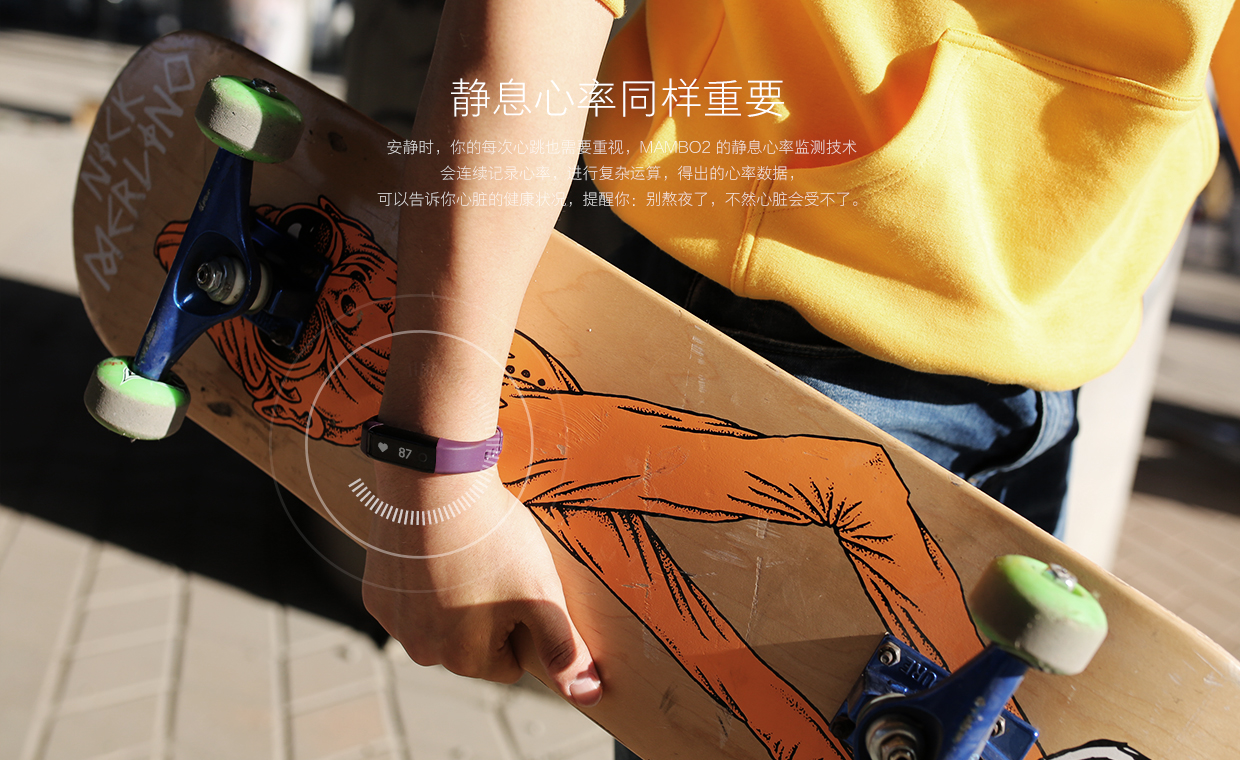 静息心率同样重要
安静时，你的每次心跳也需要重视，MAMBO2 的静息心率监测技术
会连续记录心率、进行复杂运算，得出的心率数据，
可以告诉你心脏的健康状况，提醒你：别熬夜了，不然心脏会受不了。
NICK
DERLINO
87